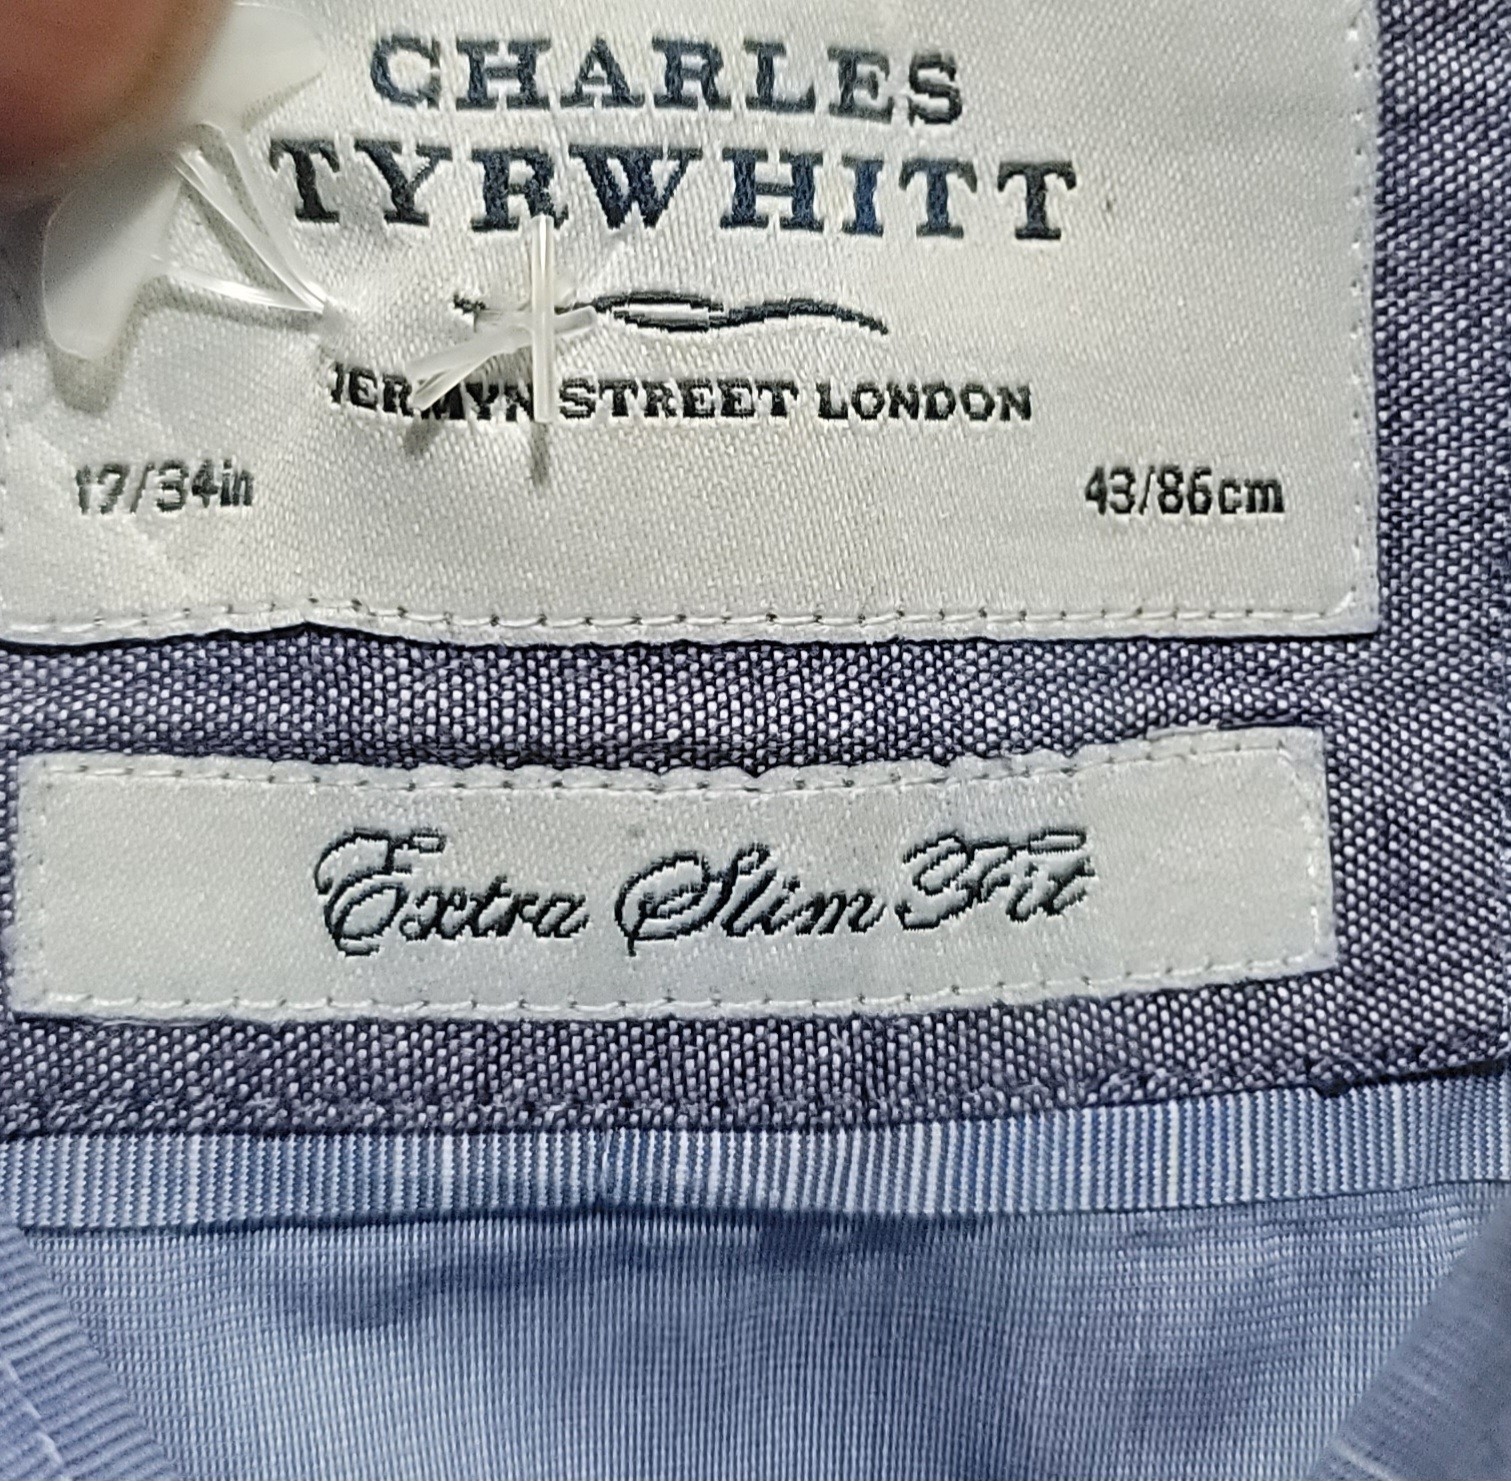 CHARLES
TYRWHITT
JERMYN STREET LONDON
17/34in 43/86cm
Extra Slim Fit